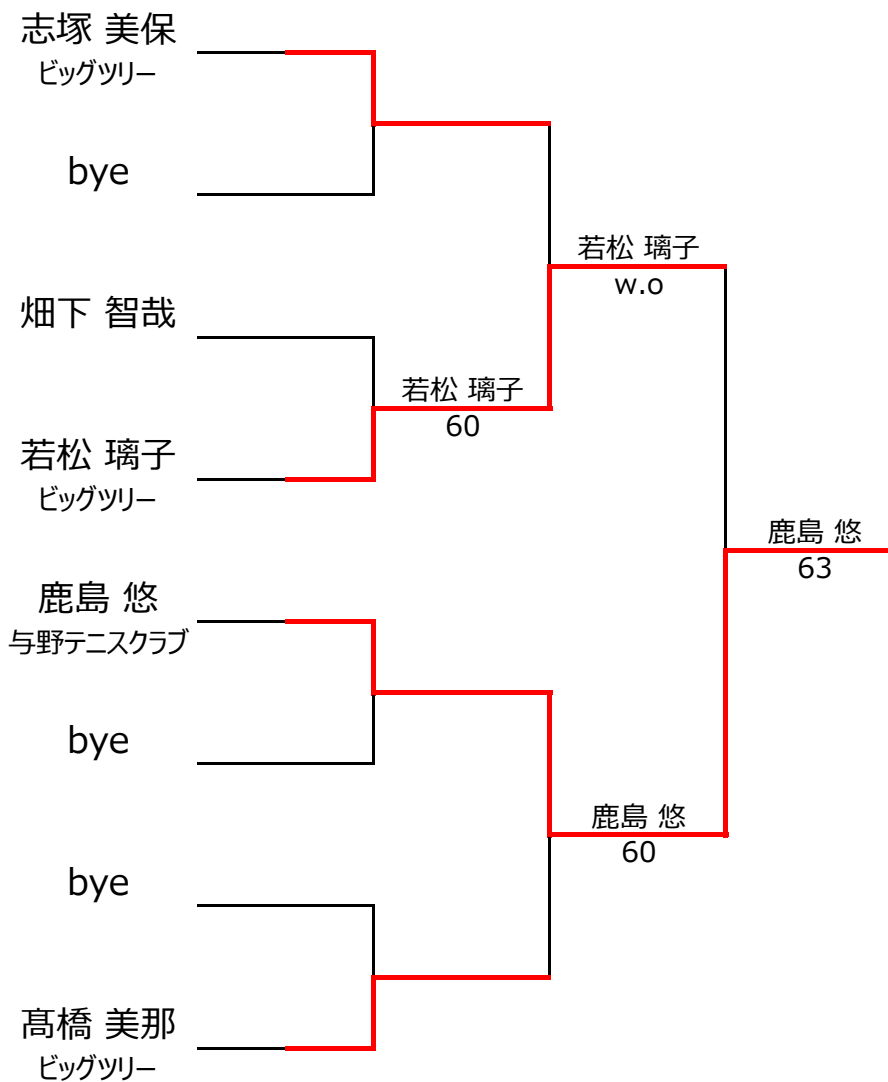 志塚 美保
ビッグツリー
bye
畑下 智哉
若松 璃子
ビッグツリー
鹿島 悠
与野テニスクラブ
bye
bye
髙橋 美那
ビッグツリー
若松 璃子
60
若松 璃子
w.o
鹿島 悠
60
鹿島 悠
63